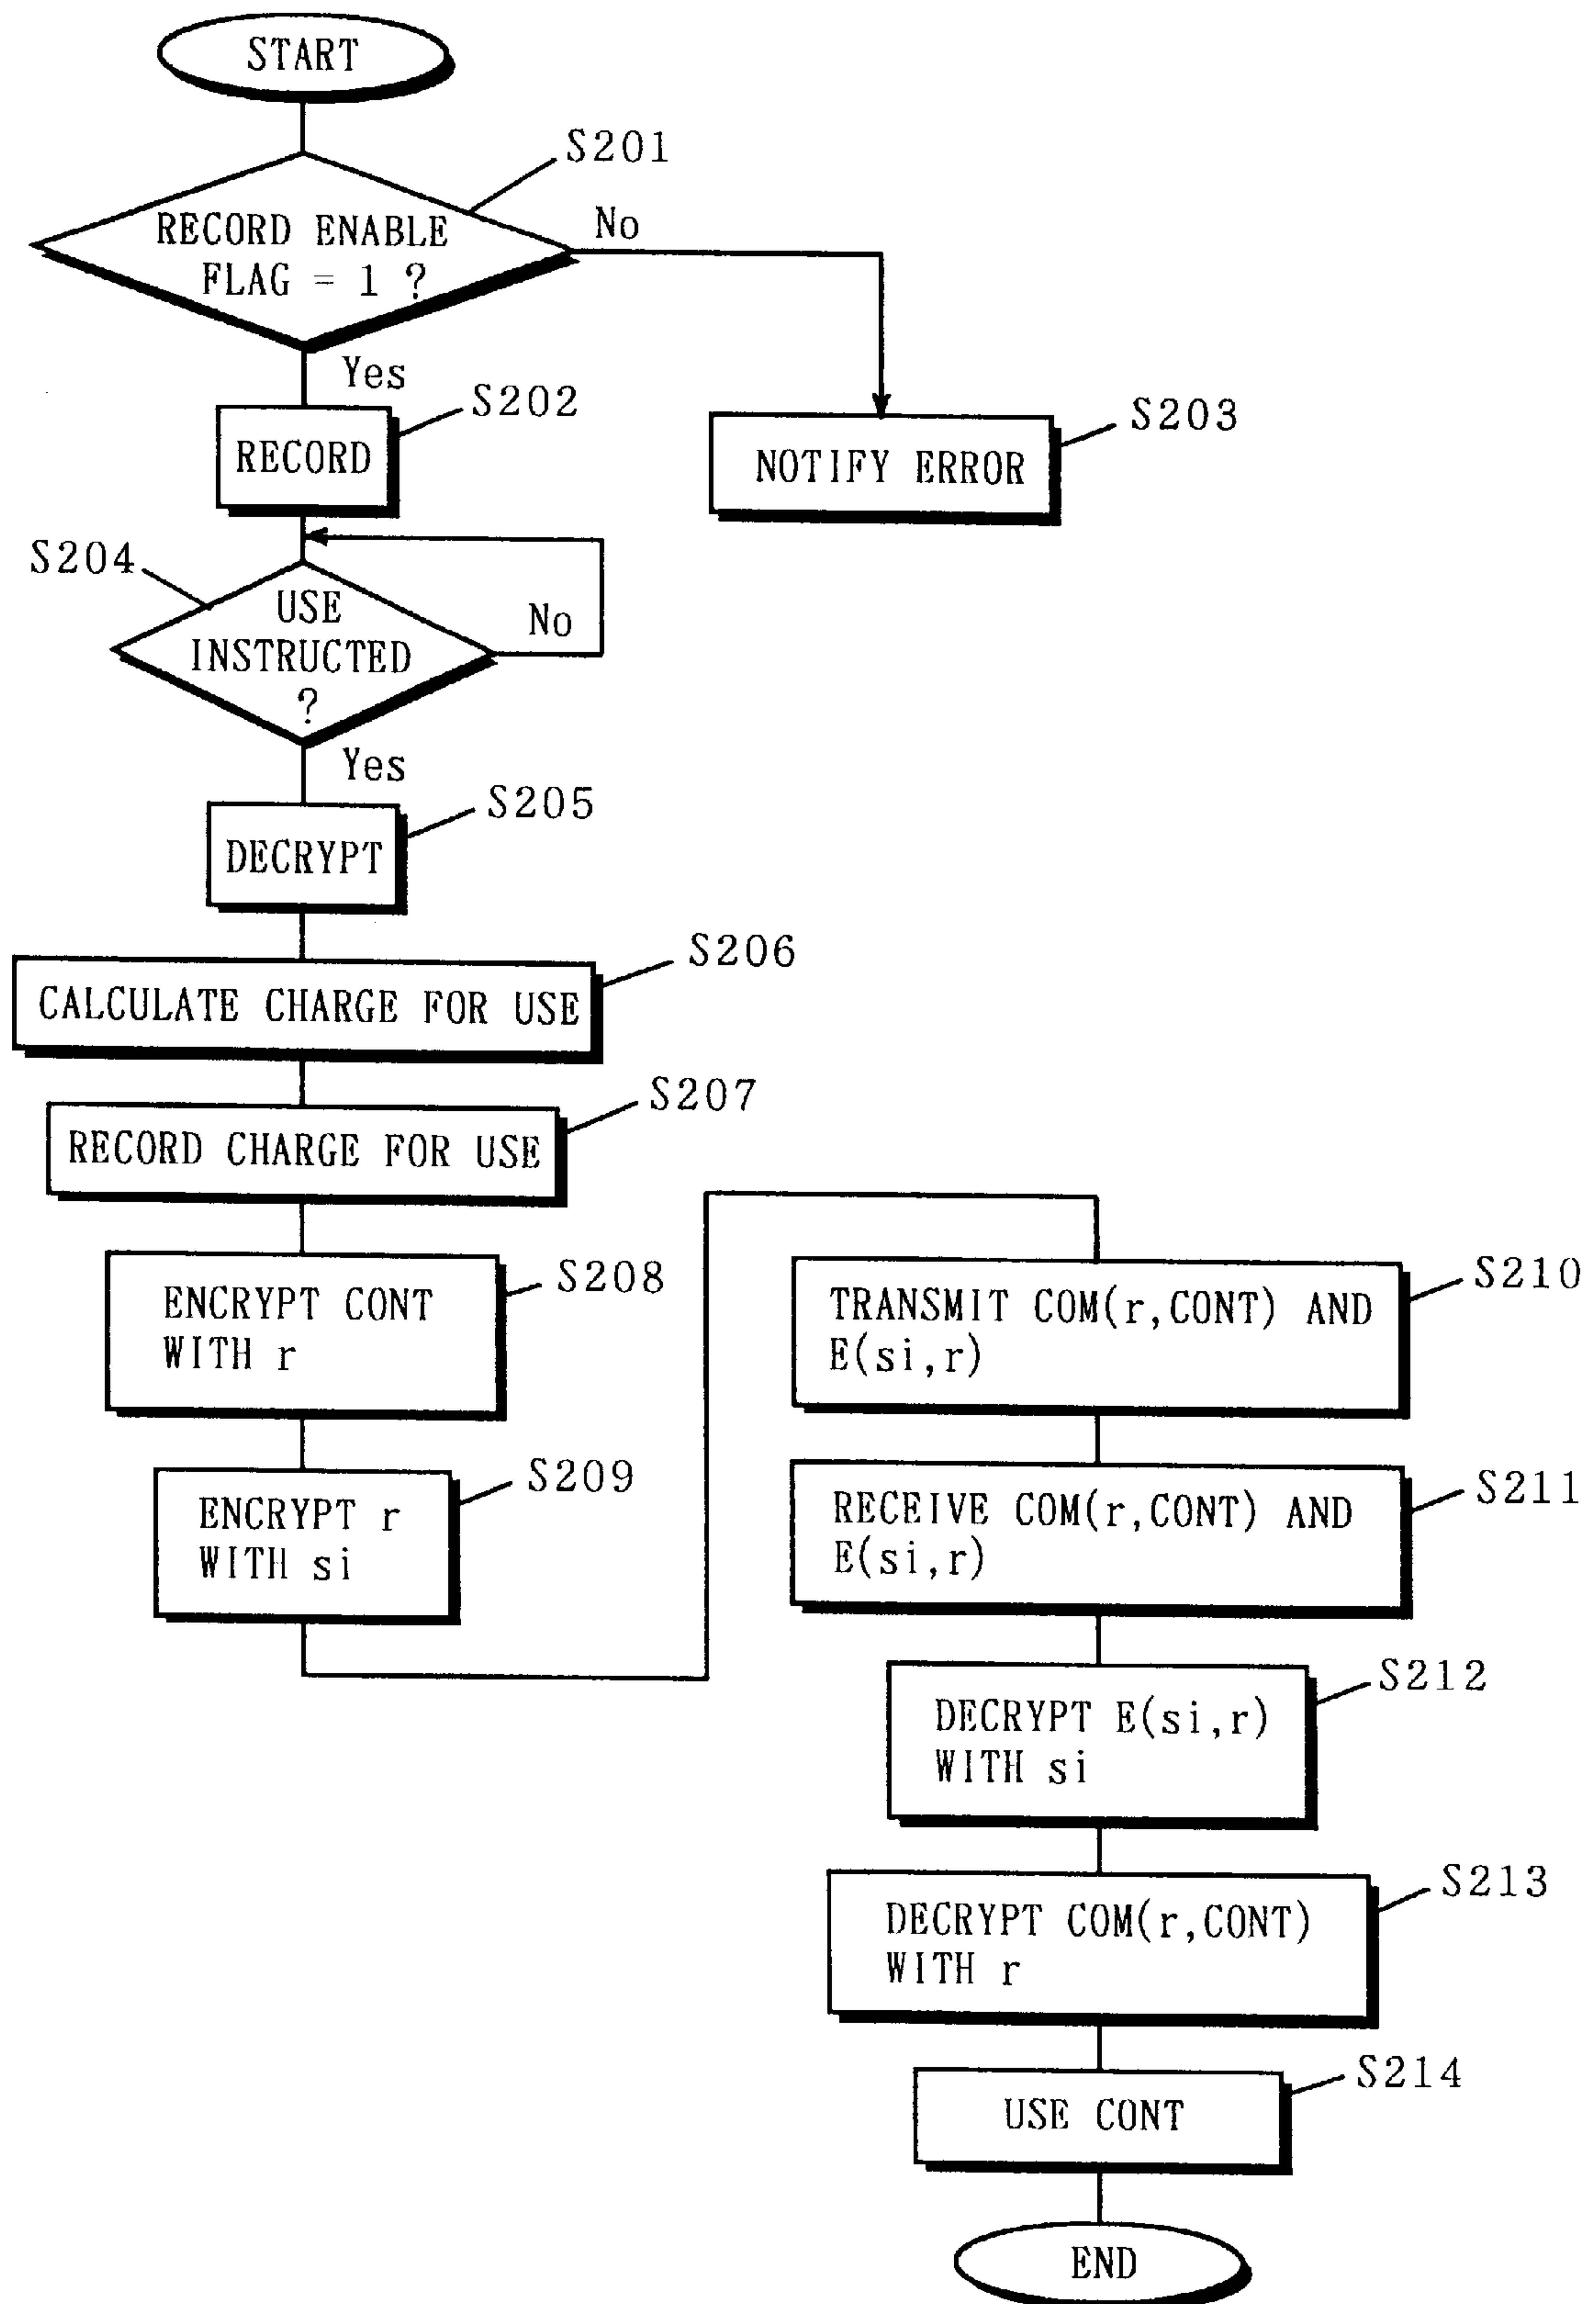 START
S201
RECORD ENABLE
FLAG = 1 ?
No
Yes
S202
RECORD
S203
NOTIFY ERROR
S204
USE
INSTRUCTED
?
No
Yes
S205
DECRYPT
S206
CALCULATE CHARGE FOR USE
S207
RECORD CHARGE FOR USE
S208
ENCRYPT CONT
WITH r
S209
ENCRYPT r
WITH si
S210
TRANSMIT COM(r,CONT) AND
E(si,r)
S211
RECEIVE COM(r,CONT) AND
E(si,r)
S212
DECRYPT E(si,r)
WITH si
S213
DECRYPT COM(r,CONT)
WITH r
S214
USE CONT
END